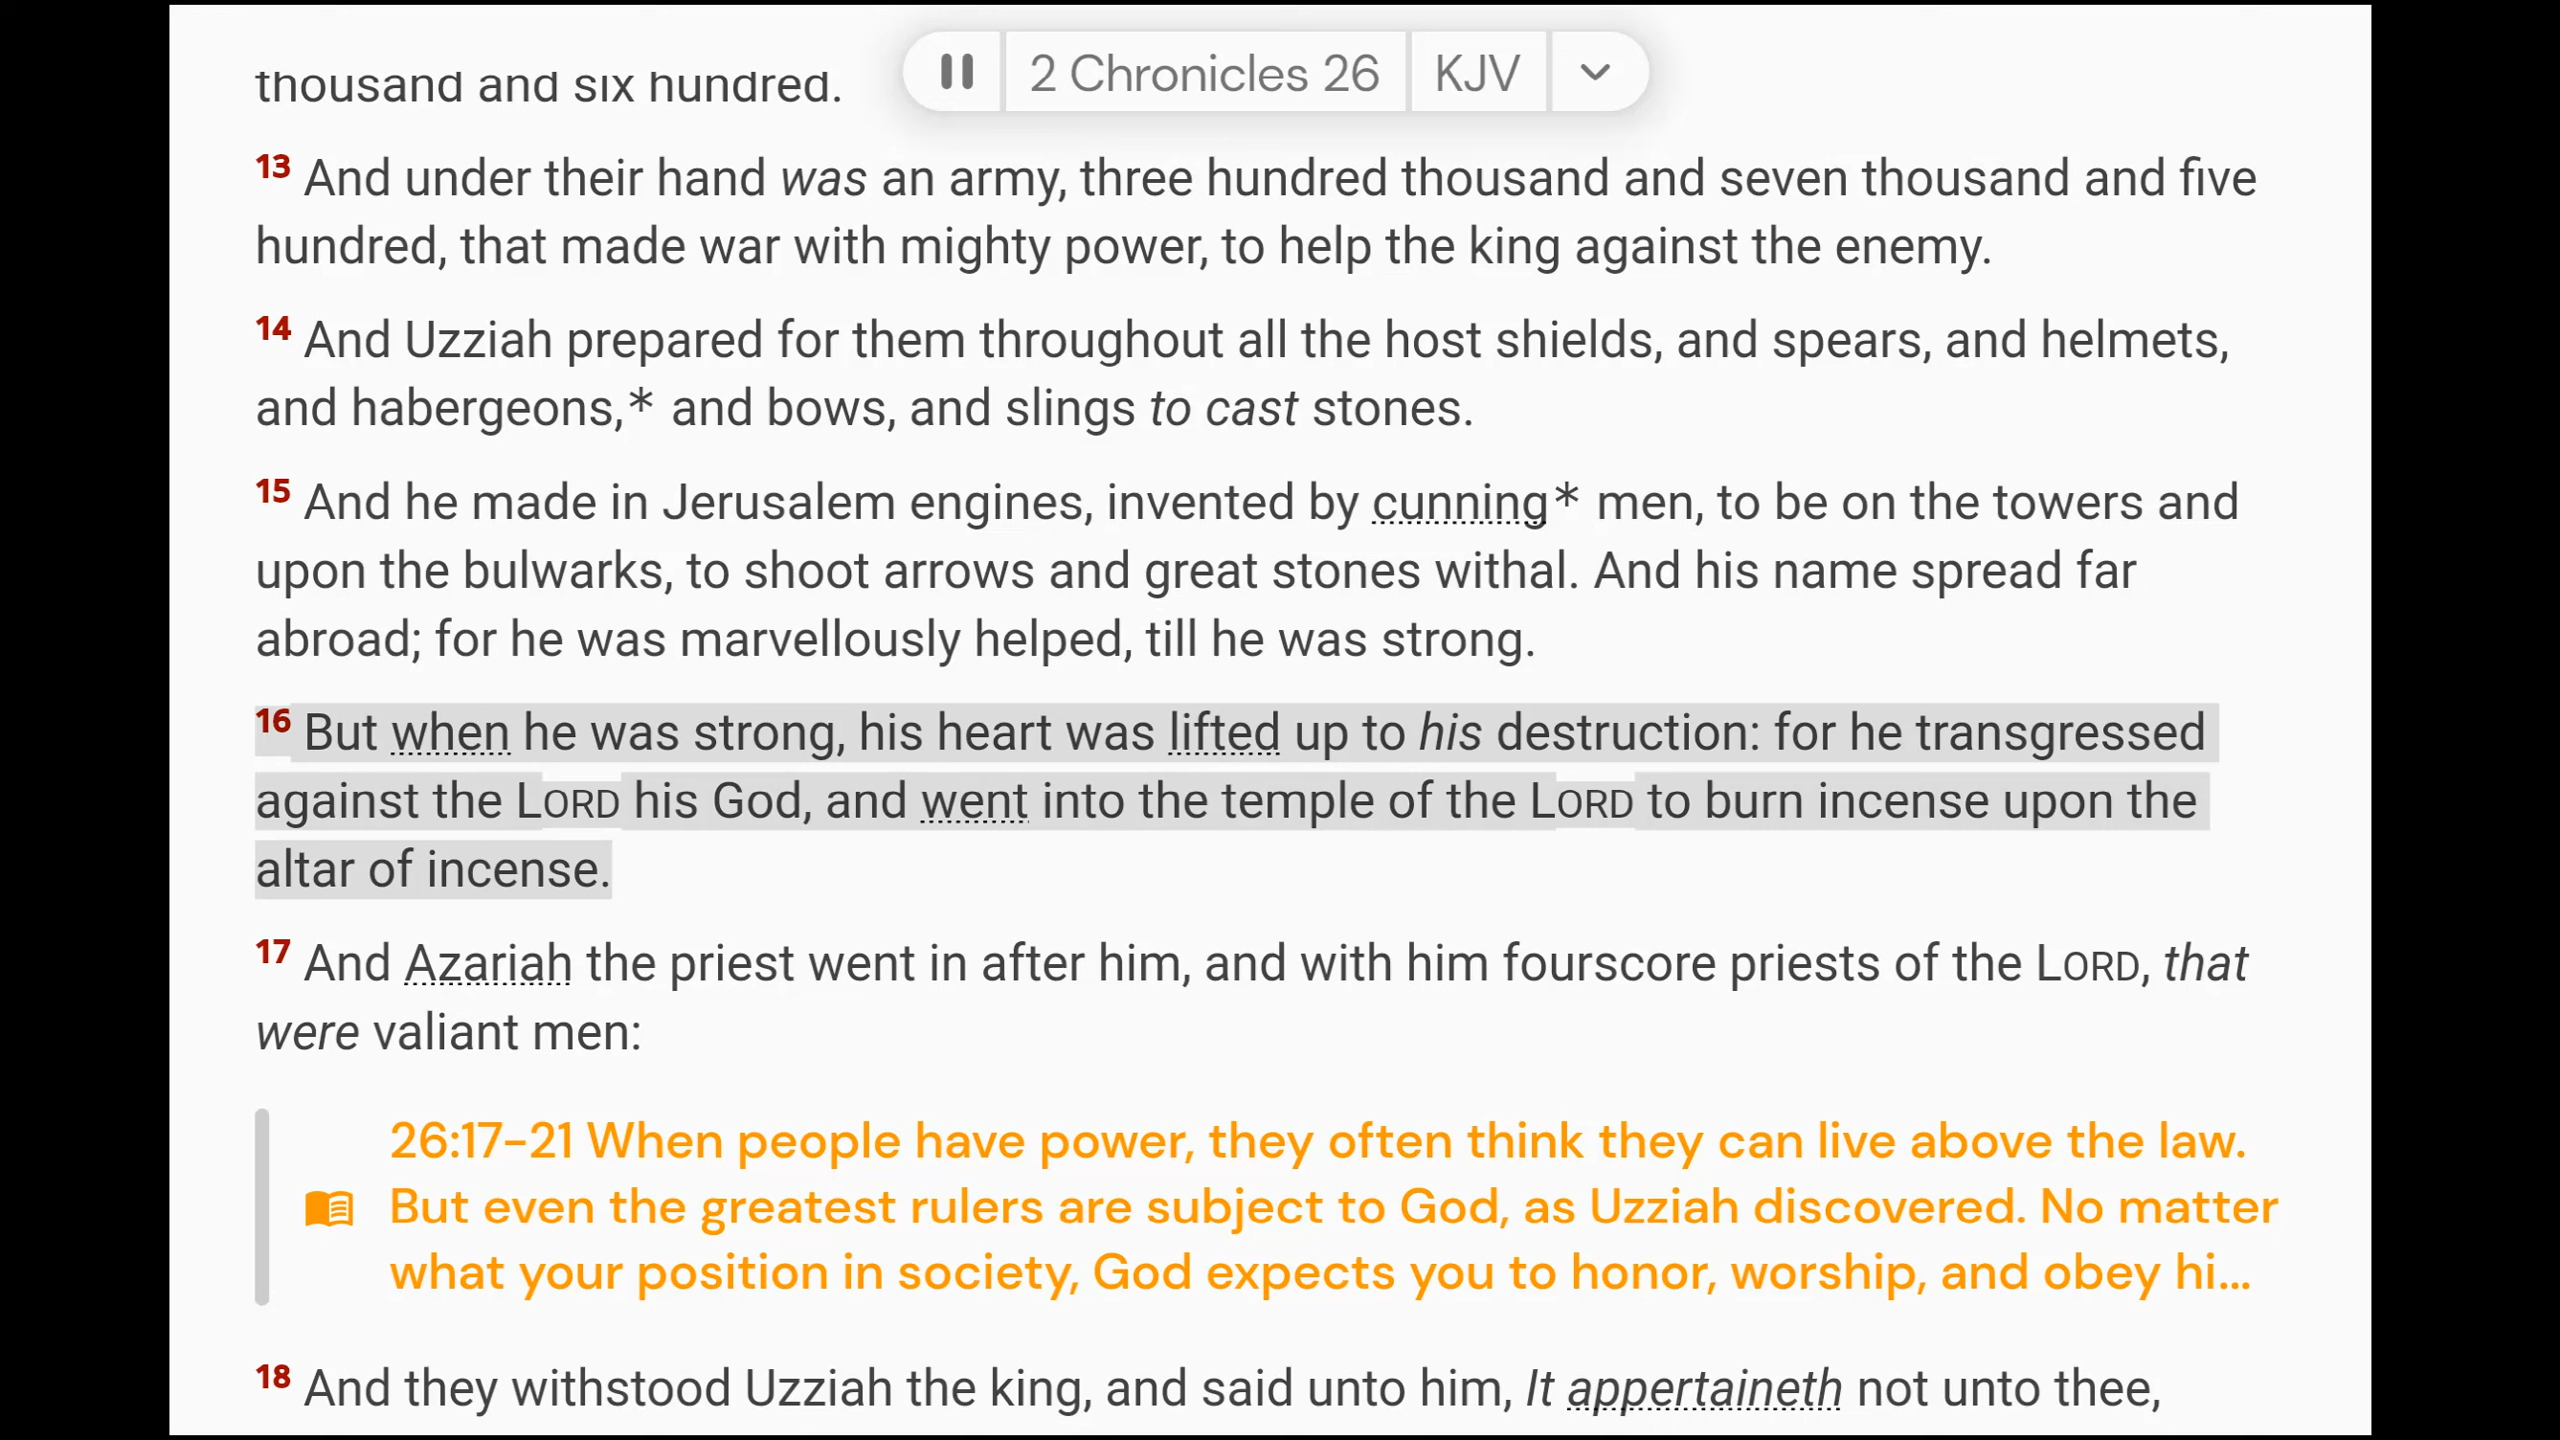 thousand and six hundred.
2 Chronicles 26 KJV
13 And under their hand was an army, three hundred thousand and seven thousand and five
hundred, that made war with mighty power, to help the king against the enemy.
14 And Uzziah prepared for them throughout all the host shields, and spears, and helmets,
and habergeons,* and bows, and slings to cast stones.
15 And he made in Jerusalem engines, invented by cunning* men, to be on the towers and
upon the bulwarks, to shoot arrows and great stones withal. And his name spread far
abroad; for he was marvellously helped, till he was strong.
16 But when he was strong, his heart was lifted up to his destruction: for he transgressed
against the LORD his God, and went into the temple of the LORD to burn incense upon the
altar of incense.
17 And Azariah the priest went in after him, and with him fourscore priests of the LORD, that
were valiant men:
26:17–21 When people have power, they often think they can live above the law.
But even the greatest rulers are subject to God, as Uzziah discovered. No matter
what your position in society, God expects you to honor, worship, and obey hi...
18 And they withstood Uzziah the king, and said unto him, It appertaineth not unto thee,